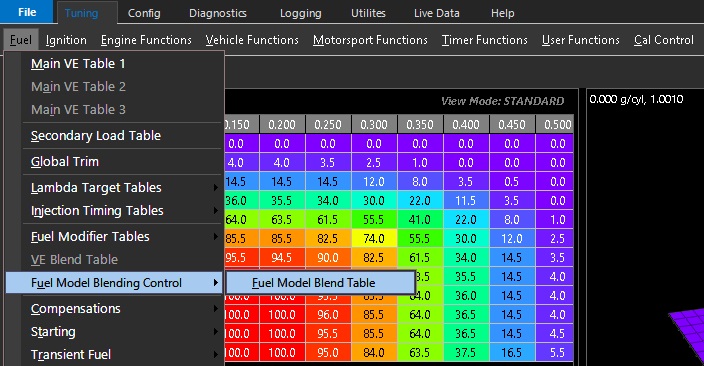 File Tuning Config Diagnostics Logging Utilites Live Data Help
Fuel Ignition Engine Functions Vehicle Functions Motorsport Functions Timer Functions User Functions Cal Control
Main VE Table 1
Main VE Table 2
Main VE Table 3
Secondary Load Table
Global Trim
Lambda Target Tables
Injection Timing Tables
Fuel Modifier Tables
VE Blend Table
Fuel Model Blending Control
Compensations
Starting
Transient Fuel
Fuel Model Blend Table
View Mode: STANDARD
0.150 0.200 0.250 0.300 0.350 0.400 0.450 0.500
0.0 0.0 0.0 0.0 0.0 0.0 0.0 0.0
4.0 4.0 3.5 2.5 1.0 0.0 0.0 0.0
14.5 14.5 12.5 12.0 8.0 3.5 0.5 0.0
36.0 35.5 34.0 30.0 22.0 11.5 3.5 0.0
64.0 63.5 61.5 55.5 41.0 22.0 8.0 1.0
85.5 85.5 82.5 74.0 55.5 30.0 12.0 2.5
95.5 94.5 90.0 82.5 61.5 34.0 14.0 3.5
35.5 14.5 4.0
100.0 100.0 96.0 85.5 64.0 36.0 14.5 4.0
100.0 100.0 95.5 85.5 64.0 36.5 14.5 4.5
100.0 100.0 95.0 84.0 63.5 37.5 16.5 5.5
0.000 g/cyl, 1.0010